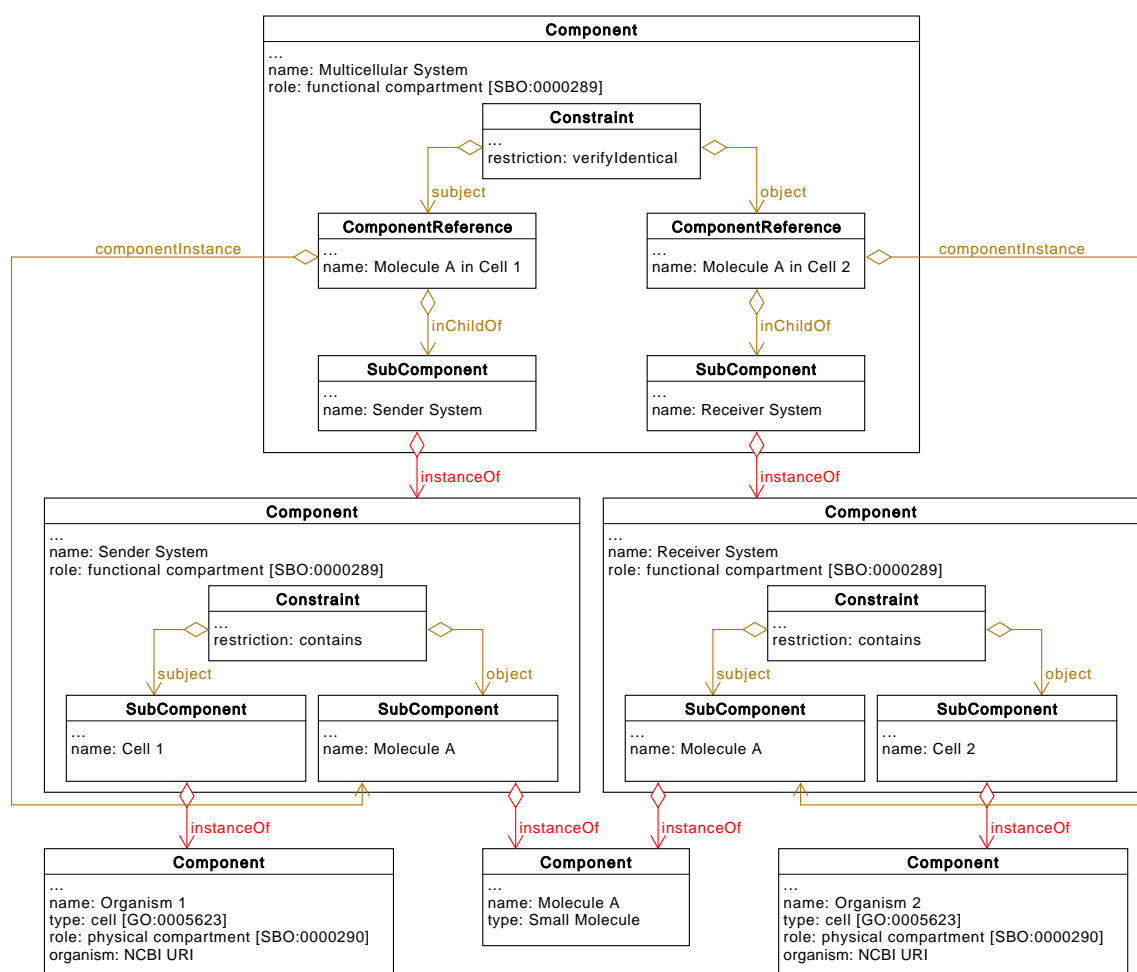 Component
...
name: Multicellular System
role: functional compartment [SBO:0000289]
Constraint
...
restriction: verifyIdentical
subject
object
ComponentReference
...
name: Molecule A in Cell 1
ComponentReference
...
name: Molecule A in Cell 2
componentInstance
componentInstance
inChildOf
inChildOf
SubComponent
...
name: Sender System
SubComponent
...
name: Receiver System
instanceOf
instanceOf
Component
...
name: Sender System
role: functional compartment [SBO:0000289]
Constraint
...
restriction: contains
subject
object
SubComponent
...
name: Cell 1
SubComponent
...
name: Molecule A
Component
...
name: Receiver System
role: functional compartment [SBO:0000289]
Constraint
...
restriction: contains
subject
object
SubComponent
...
name: Molecule A
SubComponent
...
name: Cell 2
instanceOf
instanceOf
instanceOf
instanceOf
Component
...
name: Organism 1
type: cell [GO:0005623]
role: physical compartment [SBO:0000290]
organism: NCBI URI
Component
...
name: Molecule A
type: Small Molecule
Component
...
name: Organism 2
type: cell [GO:0005623]
role: physical compartment [SBO:0000290]
organism: NCBI URI